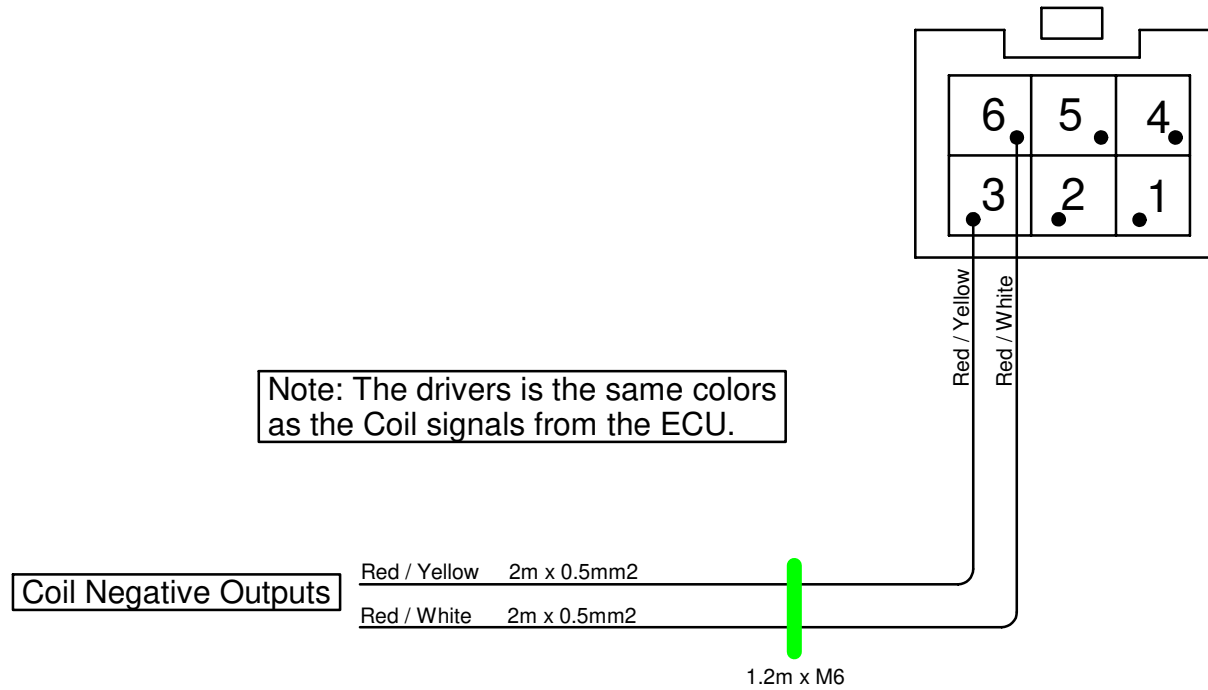 6 5 4
3 2 1
Red / Yellow
Red / White
Note: The drivers is the same colors
as the Coil signals from the ECU.
Coil Negative Outputs
Red / Yellow 2m x 0.5mm2
Red / White 2m x 0.5mm2
1.2m x M6